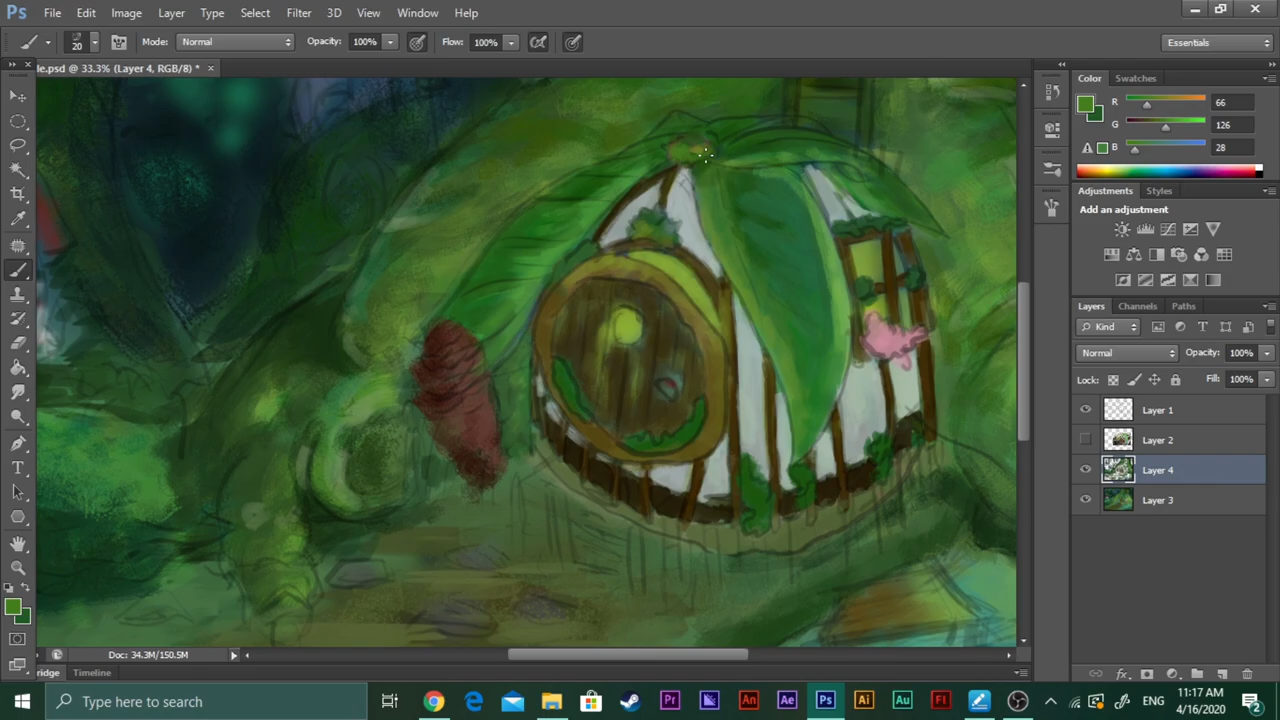 Ps File Edit Image Layer Type Select Filter 3D View Window Help
20 Mode: Normal Opacity: 100% Flow: 100% Essentials
le.psd @ 33.3% (Layer 4, RGB/8) * ×
Color Swatches
R 66
G 126
B 28
Adjustments Styles
Add an adjustment
Layers Channels Paths
Kind
Normal Opacity: 100%
Lock: Fill: 100%
Layer 1
Layer 2
Layer 4
Layer 3
Doc: 34.3M/150.5M
ridge Timeline
Type here to search
Pr An Ae Ps Ai Au Fl
ENG
11:17 AM
4/16/2020
2